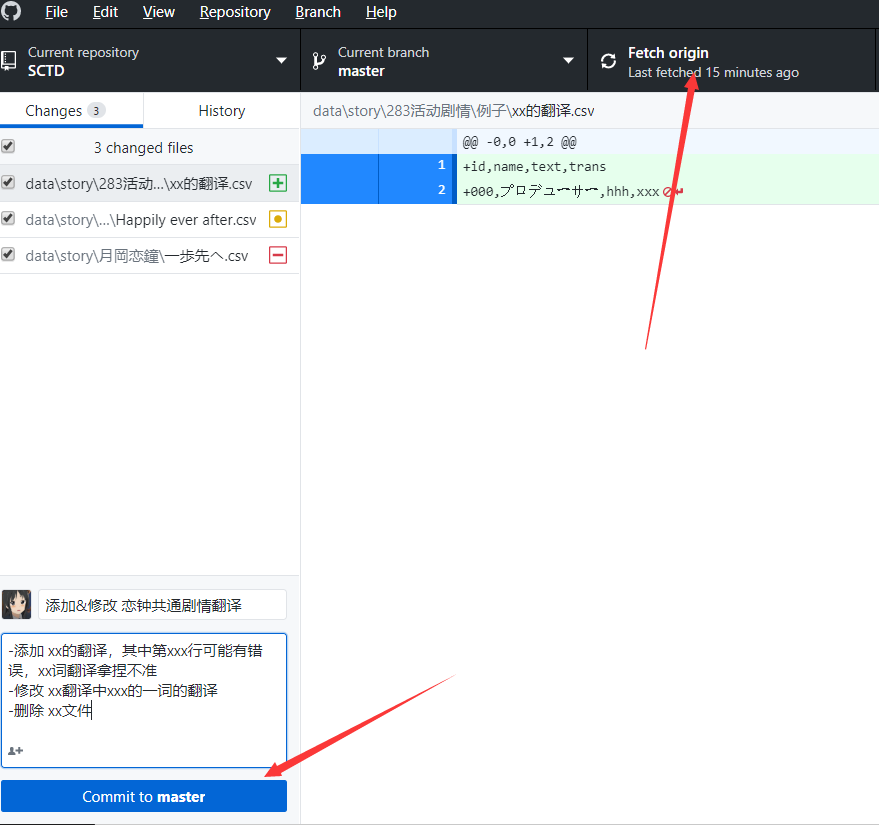 File Edit View Repository Branch Help
Current repository
SCTD
Current branch
master
Fetch origin
Last fetched 15 minutes ago
Changes 3
History
data\story\283活动剧情\例子\xx的翻译.csv
3 changed files
@@ -0,0 +1,2 @@
data\story\283活动...\xx的翻译.csv
1 +id,name,text,trans
2 +000,プロデューサー,hhh,xxx
data\story\...\Happily ever after.csv
data\story\月岡恋鐘\一歩先へ.csv
添加&修改 恋钟共通剧情翻译
-添加 xx的翻译，其中第xxx行可能有错
误，xx词翻译拿捏不准
-修改 xx翻译中xxx的一词的翻译
-删除 xx文件
Commit to master